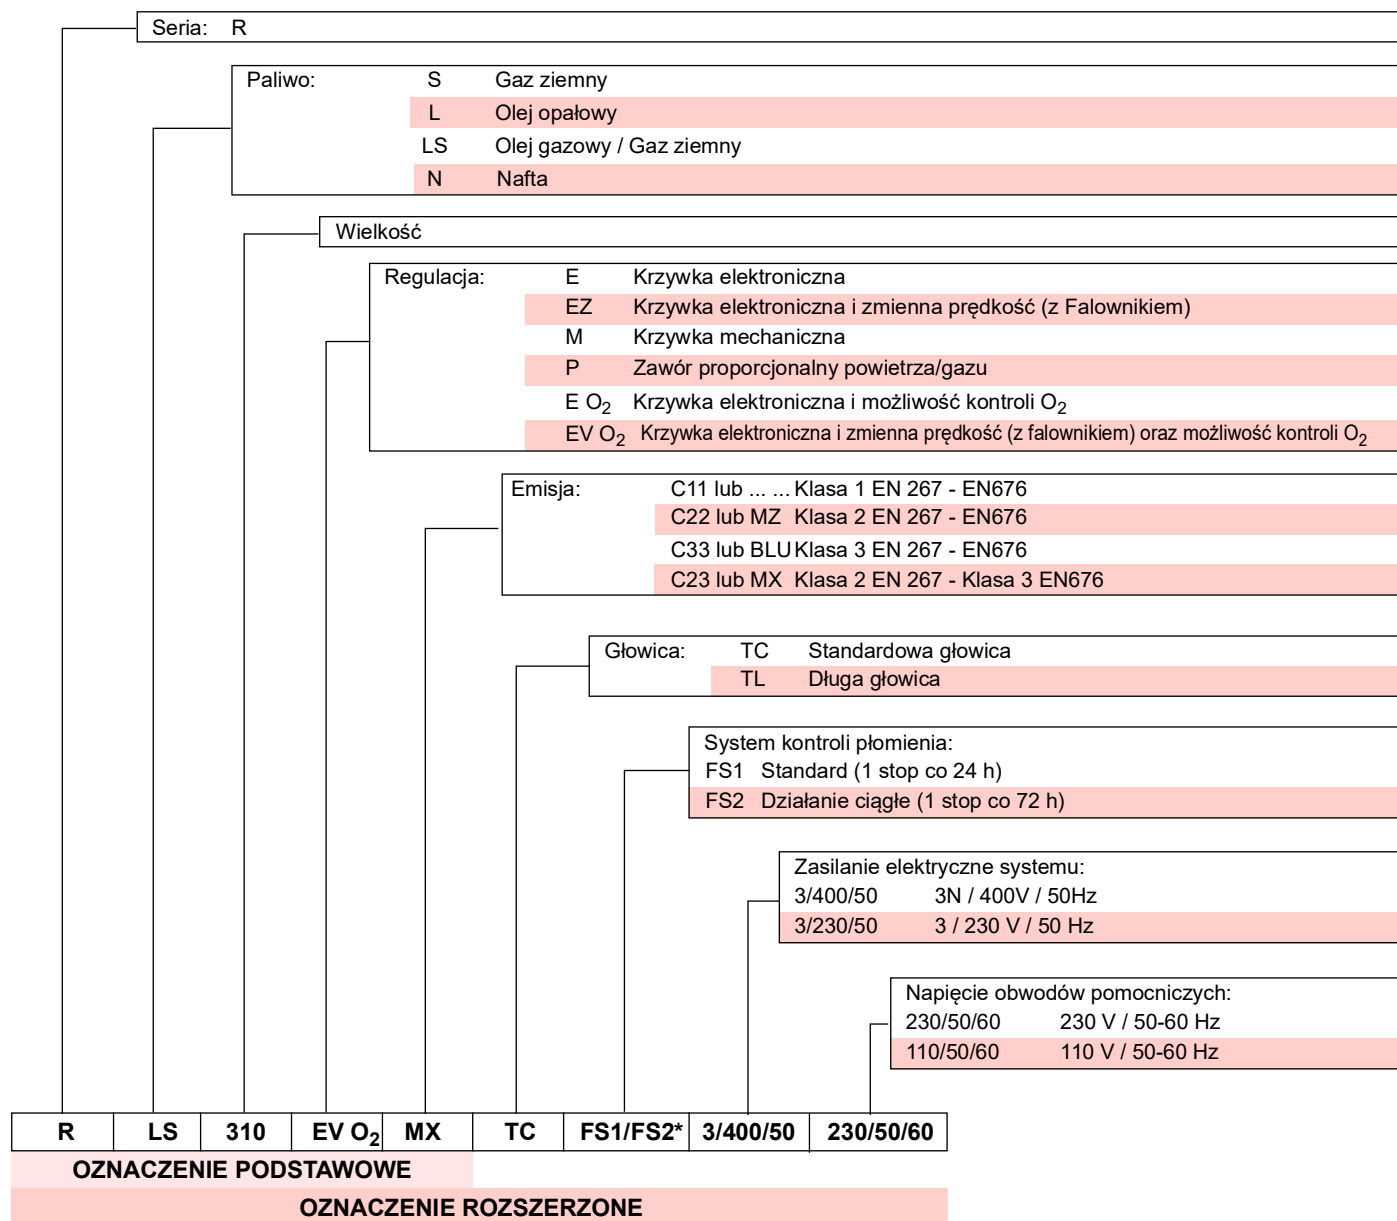 Seria: R
Paliwo: S Gaz ziemny
L Olej opałowy
LS Olej gazowy / Gaz ziemny
N Nafta
Wielkość
Regulacja: E Krzywka elektroniczna
EZ Krzywka elektroniczna i zmienna prędkość (z Falownikiem)
M Krzywka mechaniczna
P Zawór proporcjonalny powietrza/gazu
E O₂ Krzywka elektroniczna i możliwość kontroli O₂
EV O₂ Krzywka elektroniczna i zmienna prędkość (z falownikiem) oraz możliwość kontroli O₂
Emisja: C11 lub ... ... Klasa 1 EN 267 - EN676
C22 lub MZ Klasa 2 EN 267 - EN676
C33 lub BLU Klasa 3 EN 267 - EN676
C23 lub MX Klasa 2 EN 267 - Klasa 3 EN676
Głowica: TC Standardowa głowica
TL Długa głowica
System kontroli płomienia:
FS1 Standard (1 stop co 24 h)
FS2 Działanie ciągłe (1 stop co 72 h)
Zasilanie elektryczne systemu:
3/400/50 3N / 400V / 50Hz
3/230/50 3 / 230 V / 50 Hz
Napięcie obwodów pomocniczych:
230/50/60 230 V / 50-60 Hz
110/50/60 110 V / 50-60 Hz
R LS 310 EV O₂ MX TC FS1/FS2* 3/400/50 230/50/60
OZNACZENIE PODSTAWOWE
OZNACZENIE ROZSZERZONE